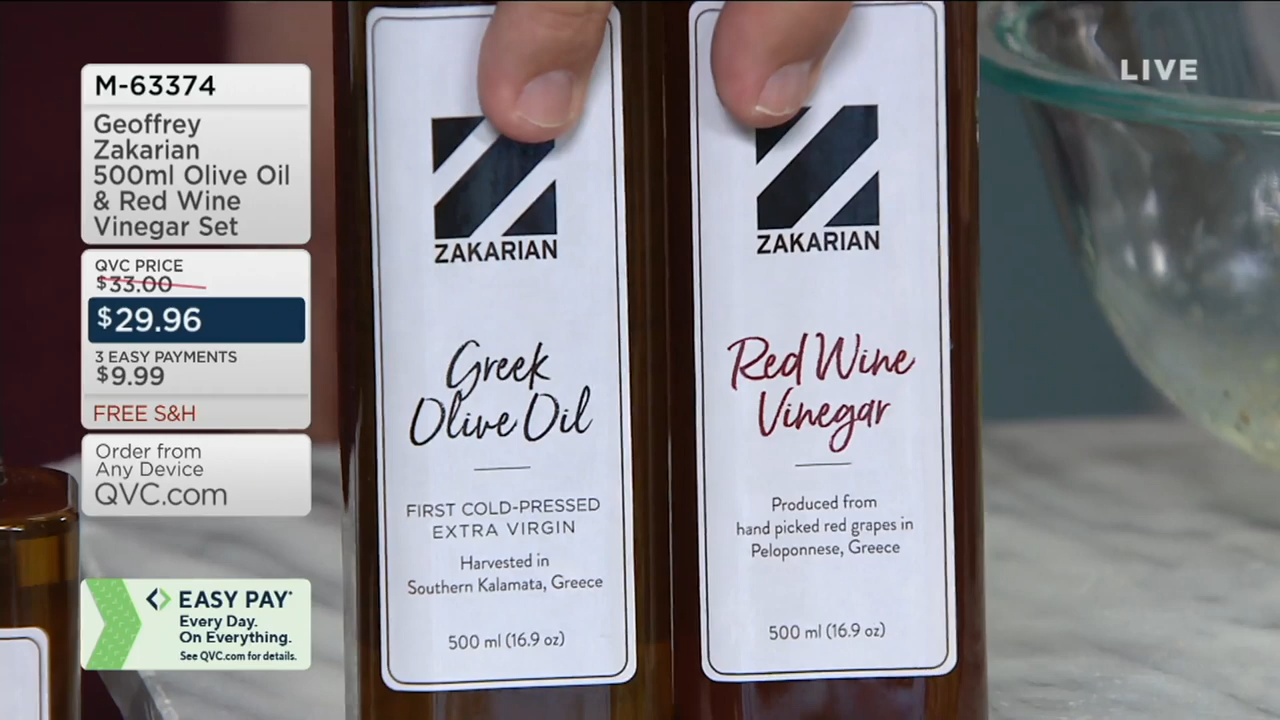 M-63374
Geoffrey
Zakarian
500ml Olive Oil
& Red Wine
Vinegar Set
QVC PRICE
$33.00
$29.96
3 EASY PAYMENTS
$9.99
FREE S&H
Order from
Any Device
QVC.com
EASY PAY*
Every Day.
On Everything.
See QVC.com for details.
ZAKARIAN
Greek
Olive Oil
FIRST COLD-PRESSED
EXTRA VIRGIN
Harvested in
Southern Kalamata, Greece
500 ml (16.9 oz)
ZAKARIAN
Red Wine
Vinegar
Produced from
hand picked red grapes in
Peloponnese, Greece
500 ml (16.9 oz)
LIVE